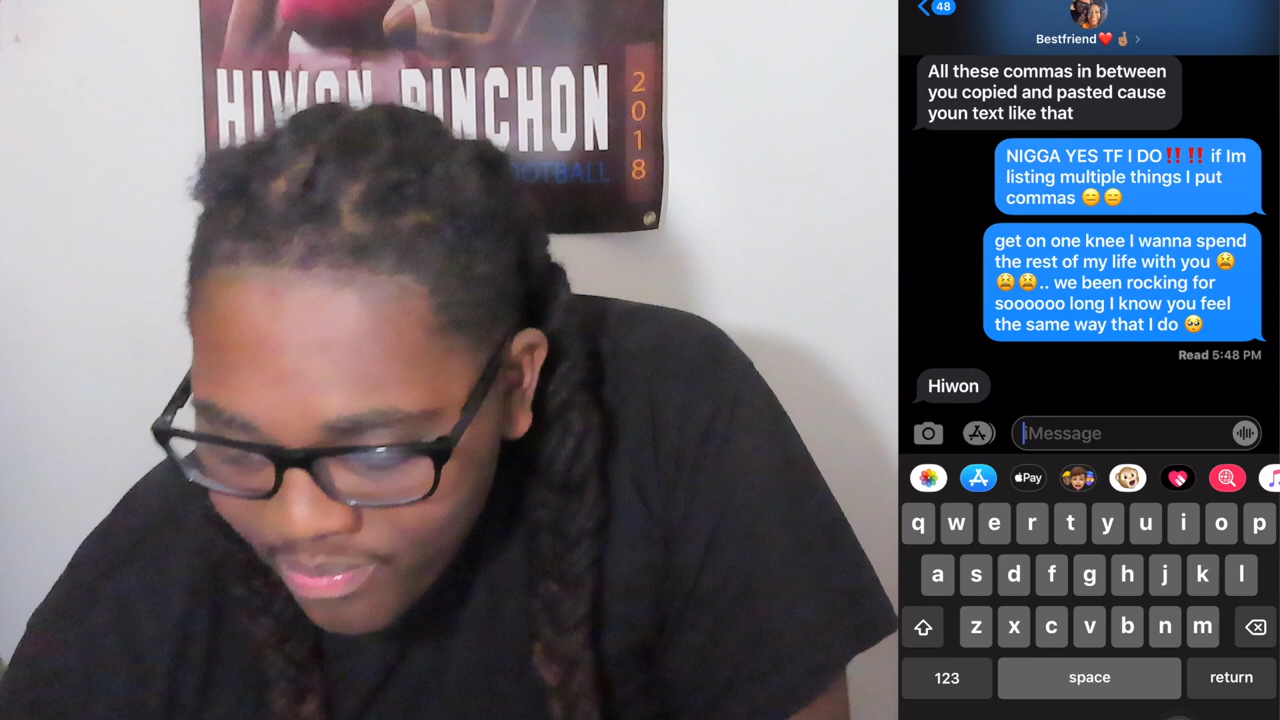 HIWON PINCHON
2018
FOOTBALL
48
Bestfriend❤️🤞🏽 >
All these commas in between
you copied and pasted cause
youn text like that
NIGGA YES TF I DO‼️‼️ if Im
listing multiple things I put
commas 😑😑
get on one knee I wanna spend
the rest of my life with you 😫
😫😫.. we been rocking for
soooooo long I know you feel
the same way that I do 🥺
Read 5:48 PM
Hiwon
iMessage
Pay
q w e r t y u i o p
a s d f g h j k l
z x c v b n m
123 space return